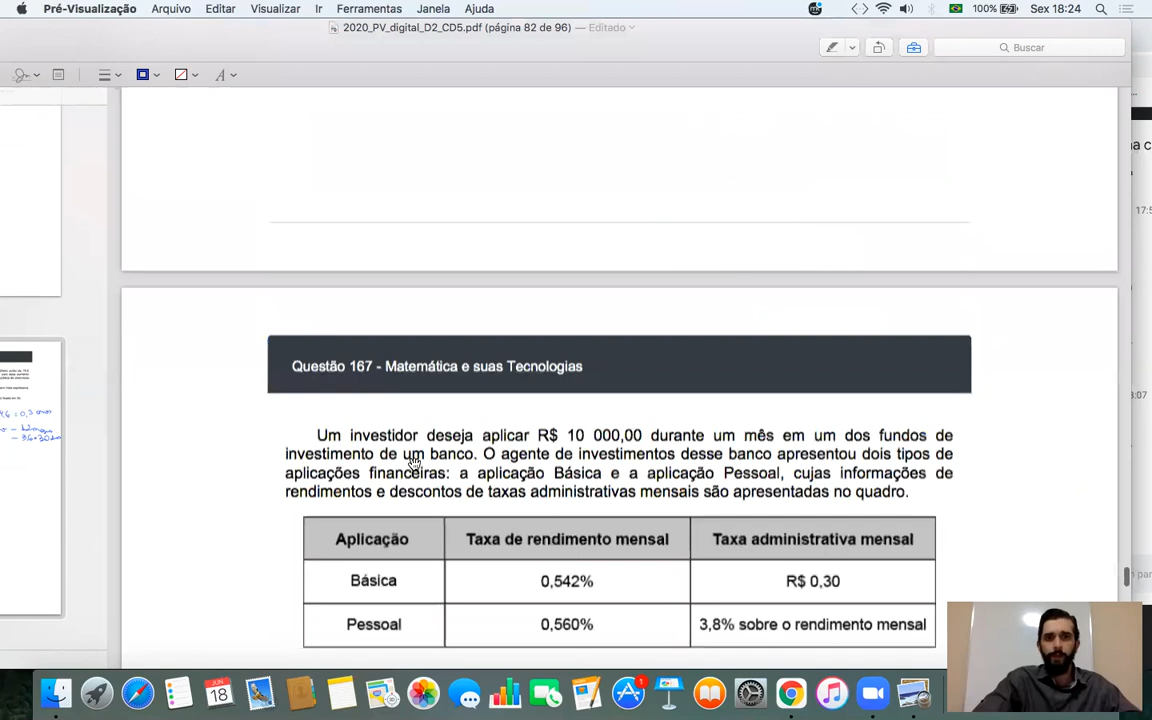 Pré-Visualização Arquivo Editar Visualizar Ir Ferramentas Janela Ajuda 100% Sex 18:24
2020_PV_digital_D2_CD5.pdf (página 82 de 96) — Editado
Buscar
Questão 167 - Matemática e suas Tecnologias
Um investidor deseja aplicar R$ 10 000,00 durante um mês em um dos fundos de
investimento de um banco. O agente de investimentos desse banco apresentou dois tipos de
aplicações financeiras: a aplicação Básica e a aplicação Pessoal, cujas informações de
rendimentos e descontos de taxas administrativas mensais são apresentadas no quadro.
Aplicação Taxa de rendimento mensal Taxa administrativa mensal
Básica 0,542% R$ 0,30
Pessoal 0,560% 3,8% sobre o rendimento mensal
JUN
18
1